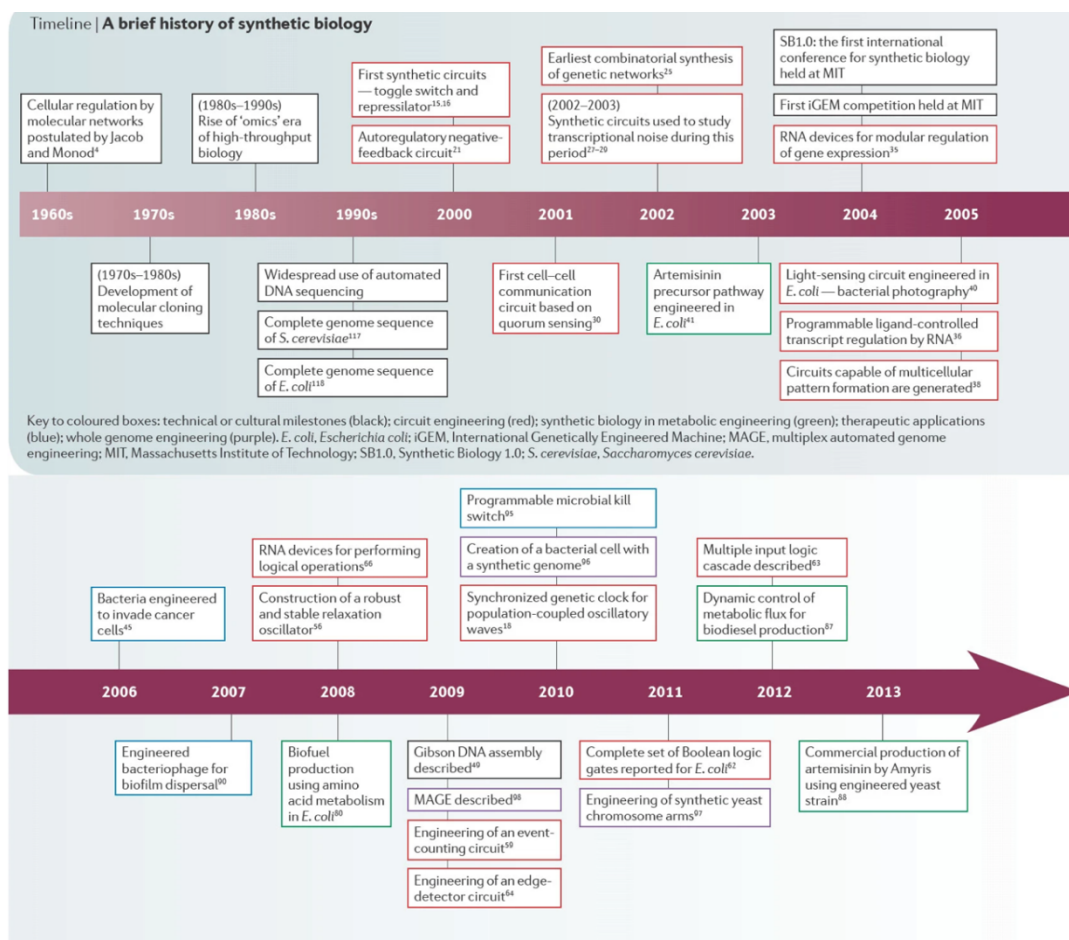 Timeline | A brief history of synthetic biology
Cellular regulation by
molecular networks
postulated by Jacob
and Monod⁴
(1980s–1990s)
Rise of ‘omics’ era
of high-throughput
biology
First synthetic circuits
— toggle switch and
repressilator¹⁵,¹⁶
Autoregulatory negative-
feedback circuit²¹
Earliest combinatorial synthesis
of genetic networks²⁵
(2002–2003)
Synthetic circuits used to study
transcriptional noise during this
period²⁷⁻²⁹
SB1.0: the first international
conference for synthetic biology
held at MIT
First iGEM competition held at MIT
RNA devices for modular regulation
of gene expression³⁵
1960s 1970s 1980s 1990s 2000 2001 2002 2003 2004 2005
(1970s–1980s)
Development of
molecular cloning
techniques
Widespread use of automated
DNA sequencing
Complete genome sequence
of S. cerevisiae¹¹⁷
Complete genome sequence
of E. coli¹¹⁸
First cell–cell
communication
circuit based on
quorum sensing³⁰
Artemisinin
precursor pathway
engineered in
E. coli⁴¹
Light-sensing circuit engineered in
E. coli — bacterial photography⁴⁰
Programmable ligand-controlled
transcript regulation by RNA³⁶
Circuits capable of multicellular
pattern formation are generated³⁸
Key to coloured boxes: technical or cultural milestones (black); circuit engineering (red); synthetic biology in metabolic engineering (green); therapeutic applications
(blue); whole genome engineering (purple). E. coli, Escherichia coli; iGEM, International Genetically Engineered Machine; MAGE, multiplex automated genome
engineering; MIT, Massachusetts Institute of Technology; SB1.0, Synthetic Biology 1.0; S. cerevisiae, Saccharomyces cerevisiae.
Bacteria engineered
to invade cancer
cells⁴⁵
RNA devices for performing
logical operations⁶⁶
Construction of a robust
and stable relaxation
oscillator⁵⁶
Programmable microbial kill
switch⁹⁵
Creation of a bacterial cell with
a synthetic genome⁹⁶
Synchronized genetic clock for
population-coupled oscillatory
waves¹⁸
Multiple input logic
cascade described⁶³
Dynamic control of
metabolic flux for
biodiesel production⁸⁷
2006 2007 2008 2009 2010 2011 2012 2013
Engineered
bacteriophage for
biofilm dispersal⁹⁰
Biofuel
production
using amino
acid metabolism
in E. coli⁸⁰
Gibson DNA assembly
described⁴⁹
MAGE described⁹⁸
Engineering of an event-
counting circuit⁵⁹
Engineering of an edge-
detector circuit⁶⁴
Complete set of Boolean logic
gates reported for E. coli⁶²
Engineering of synthetic yeast
chromosome arms⁹⁷
Commercial production of
artemisinin by Amyris
using engineered yeast
strain⁸⁸